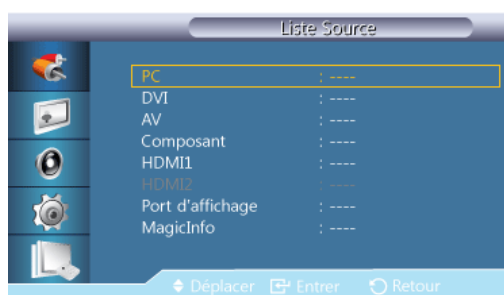 Liste Source
PC : ----
DVI : ----
AV : ----
Composant : ----
HDMI1 : ----
HDMI2 : ----
Port d'affichage : ----
MagicInfo : ----
Déplacer Entrer Retour